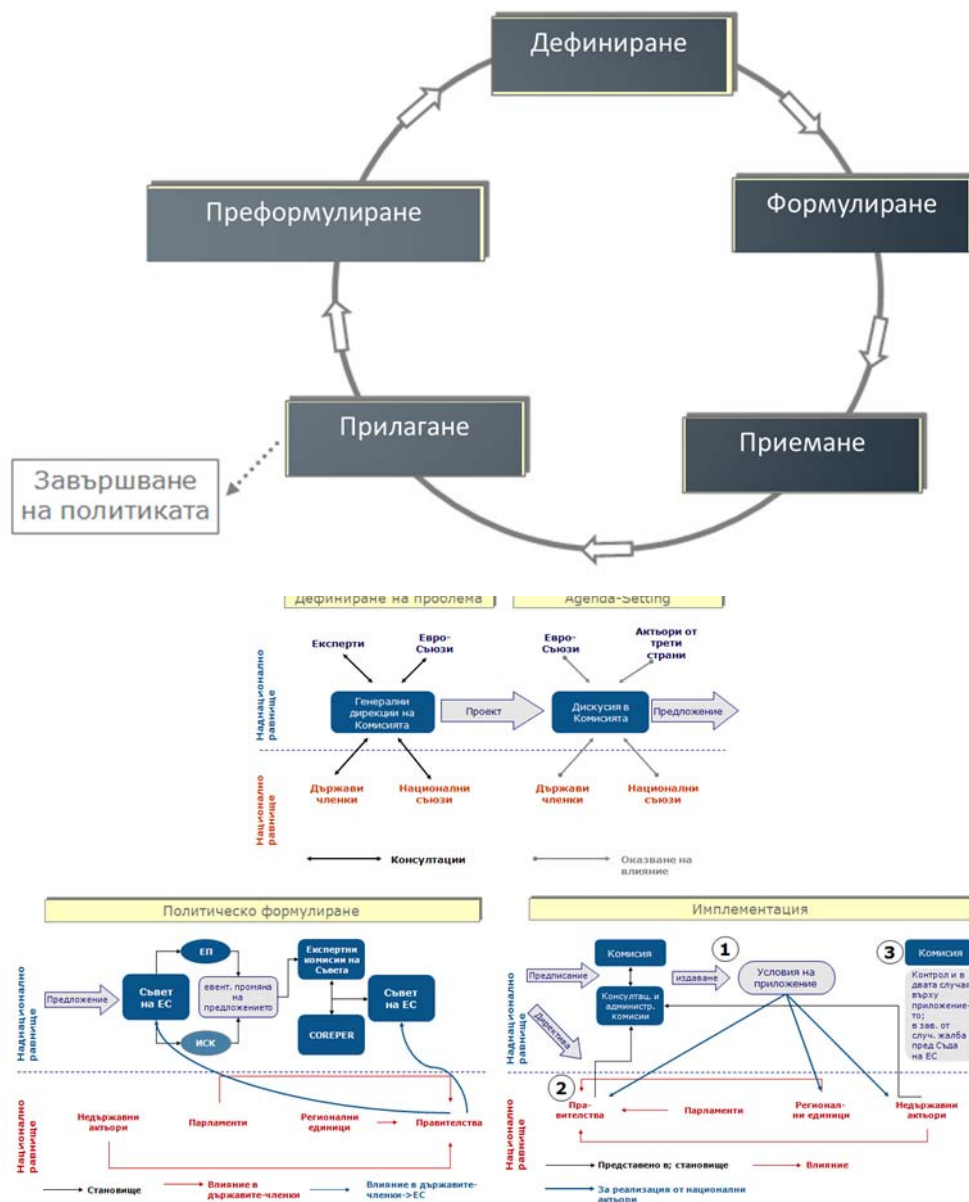 Дефиниране
Формулиране
Приемане
Прилагане
Преформулиране
Завършване
на политиката
Дефиниране на проблема
Agenda-Setting
Наднационално
равнище
Национално
равнище
Експерти
Евро-
Съюзи
Генерални
дирекции на
Комисията
Проект
Държави
членки
Национални
съюзи
Евро-
Съюзи
Актьори от
трети
страни
Дискусия в
Комисията
Предложение
Държави
членки
Национални
съюзи
Консултации
Оказване на
влияние
Политическо формулиране
Наднационално
равнище
Национално
равнище
Предложение
Съвет
на ЕС
ЕП
ИСК
евент. промяна
на
предложението
Експертни
комисии на
Съвета
COREPER
Съвет
на ЕС
Недържавни
актьори
Парламенти
Регионални
единици
Правителства
Становище
Влияние в
държавите-членки
Влияние в държавите-
членки->ЕС
Имплементация
Наднационално
равнище
Национално
равнище
Предписание
Директива
Комисия
Консултац. и
администр.
комисии
издаване
1
Условия на
приложение
3
Комисия
Контрол и в
двата случая
върху
приложение-
то;
в зав. от
случ. жалба
пред Съда
на ЕС
2
Пра-
вителства
Парламенти
Регионал-
ни единици
Недържавни
актьори
Представено в; становище
Влияние
За реализация от национални
актьори